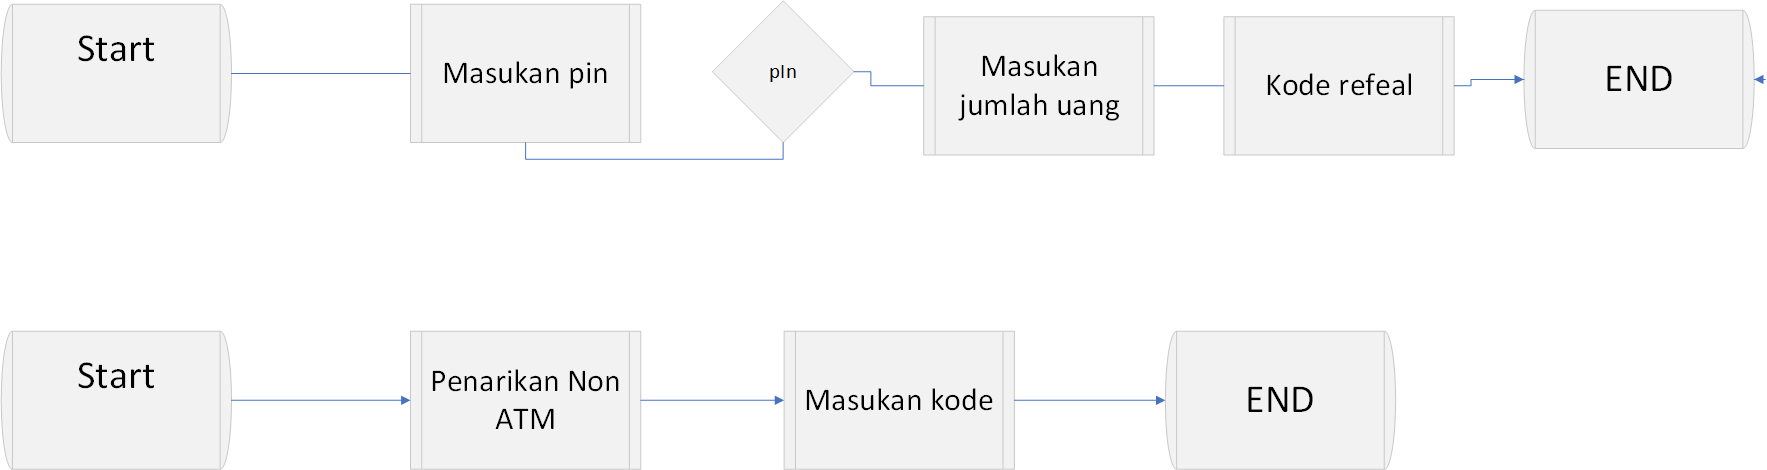 Start
Masukan pin
pIn
Masukan
jumlah uang
Kode refeal
END
Start
Penarikan Non
ATM
Masukan kode
END